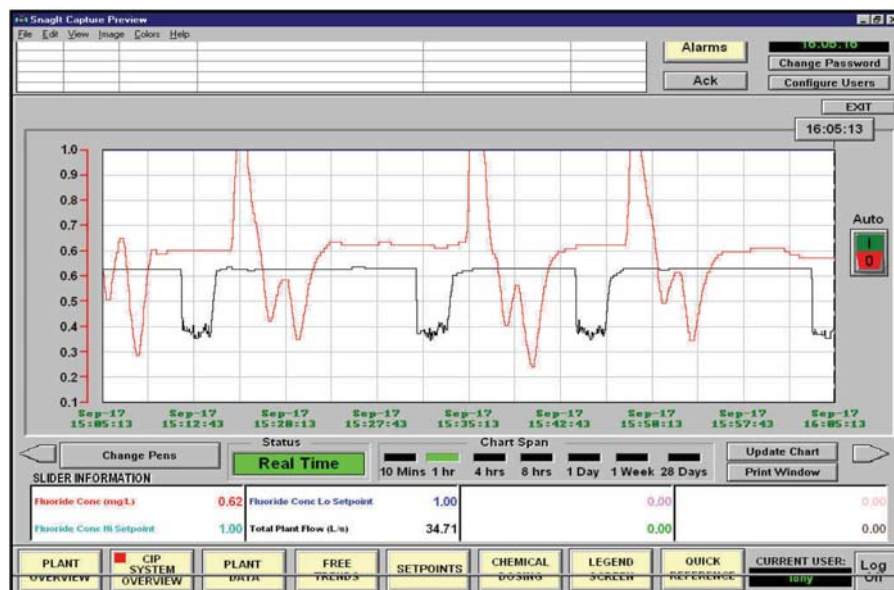 SnagIt Capture Preview
File Edit View Image Colors Help
Alarms
16:05:16
Change Password
Ack
Configure Users
EXIT
16:05:13
1.0
0.9
0.8
0.7
0.6
0.6
0.5
0.4
0.3
0.2
0.1
Auto
I
0
Sep-17 Sep-17 Sep-17 Sep-17 Sep-17 Sep-17 Sep-17 Sep-17 Sep-17
15:05:13 15:12:43 15:20:13 15:27:43 15:35:13 15:42:43 15:50:13 15:57:43 16:05:13
Change Pens
Status
Real Time
Chart Span
10 Mins 1 hr 4 hrs 8 hrs 1 Day 1 Week 28 Days
Update Chart
Print Window
SLIDER INFORMATION
Fluoride Conc (mg/L) 0.62 Fluoride Conc Lo Setpoint 1.00 0.00 0.00
Fluoride Conc Hi Setpoint 1.00 Total Plant Flow (L/s) 34.71 0.00 0.00
PLANT OVERVIEW
CIP SYSTEM OVERVIEW
PLANT DATA
FREE TRENDS
SETPOINTS
CHEMICAL DOSING
LEGEND SCREEN
QUICK REFERENCE
CURRENT USER:
Tony
Log Off